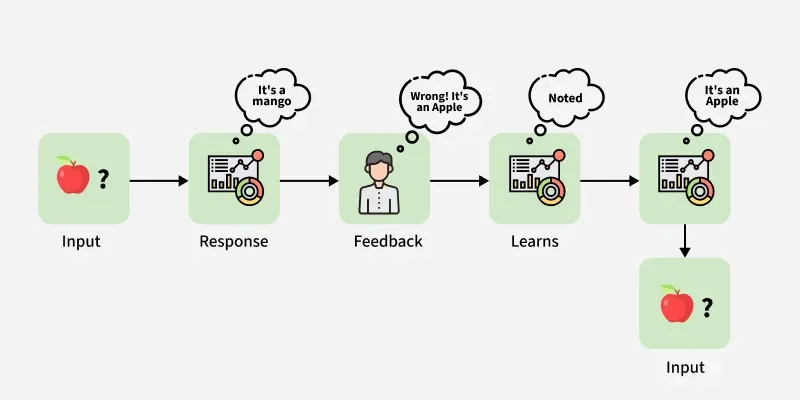 It's a
mango
Wrong! It's
an Apple
Noted
It's an
Apple
?
Input
Response
Feedback
Learns
?
Input